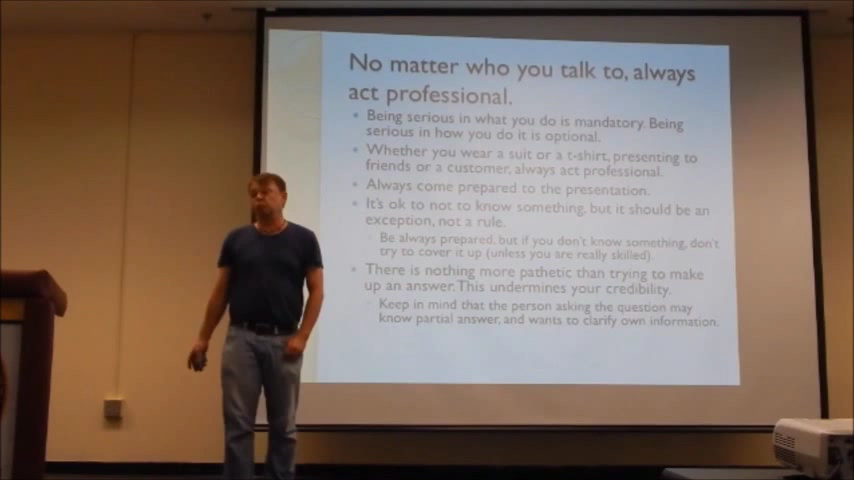 No matter who you talk to, always
act professional.
Being serious in what you do is mandatory. Being
serious in how you do it is optional.
Whether you wear a suit or a t-shirt, presenting to
friends or a customer, always act professional.
Always come prepared to the presentation.
It's ok to not to know something, but it should be an
exception, not a rule.
Be always prepared, but if you don't know something, don't
try to cover it up (unless you are really skilled).
There is nothing more pathetic than trying to make
up an answer. This undermines your credibility.
Keep in mind that the person asking the question may
know partial answer, and wants to clarify own information.